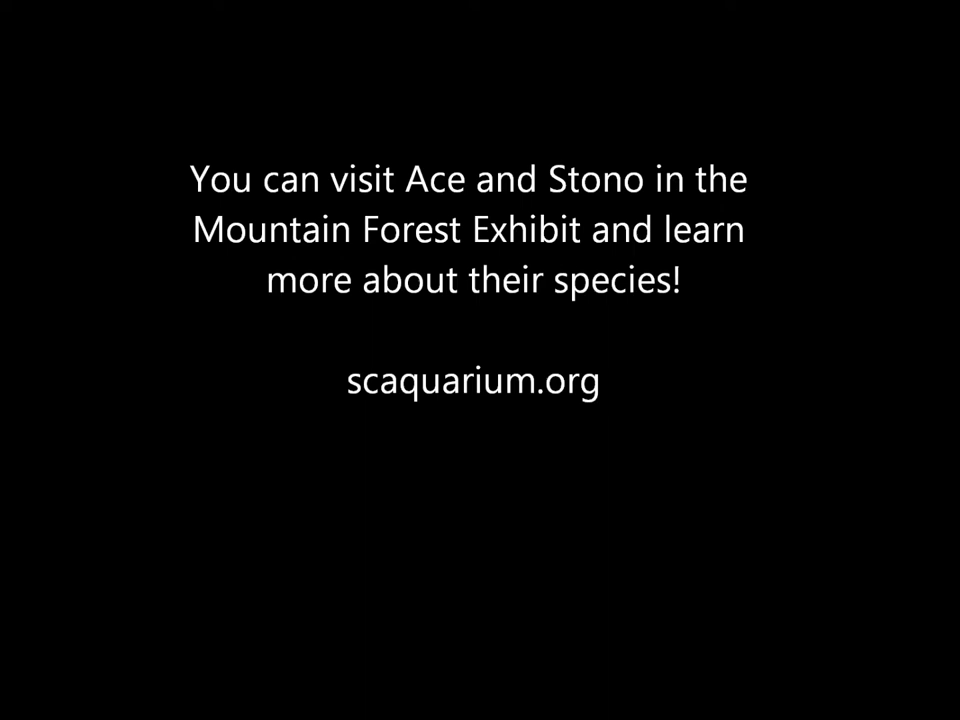 You can visit Ace and Stono in the
Mountain Forest Exhibit and learn
more about their species!
scaquarium.org